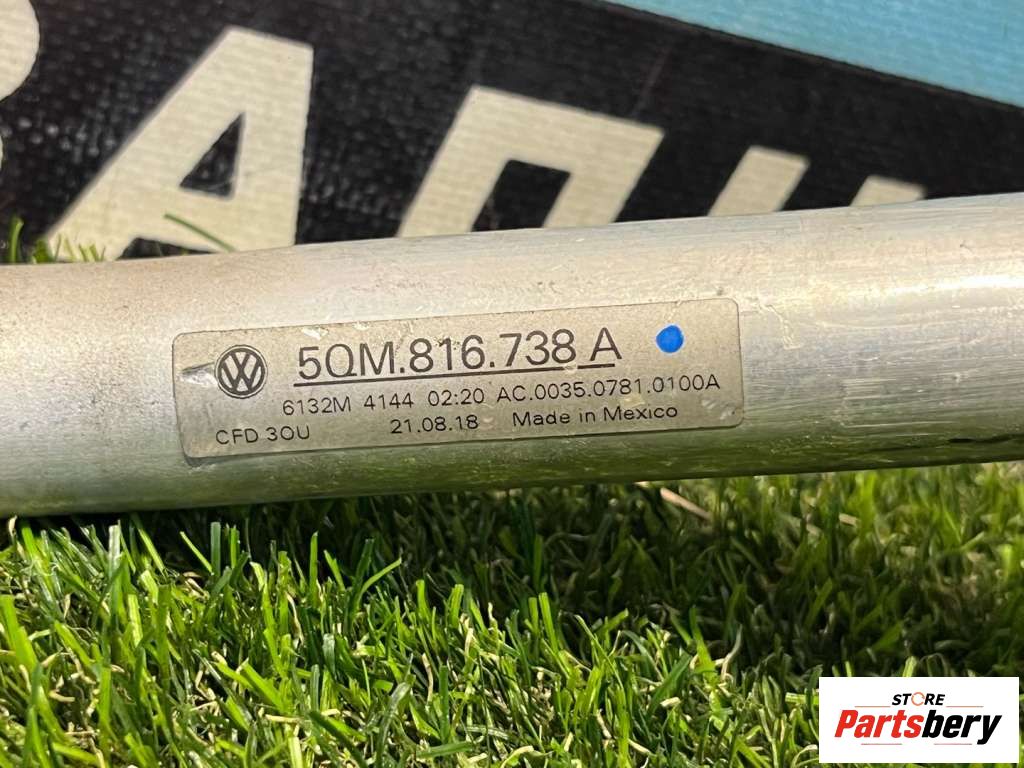 5QM.816.738 A
6132M 4144 02:20 AC.0035.0781.0100A
CFD 3OU 21.08.18 Made in Mexico
STORE
Partsbery